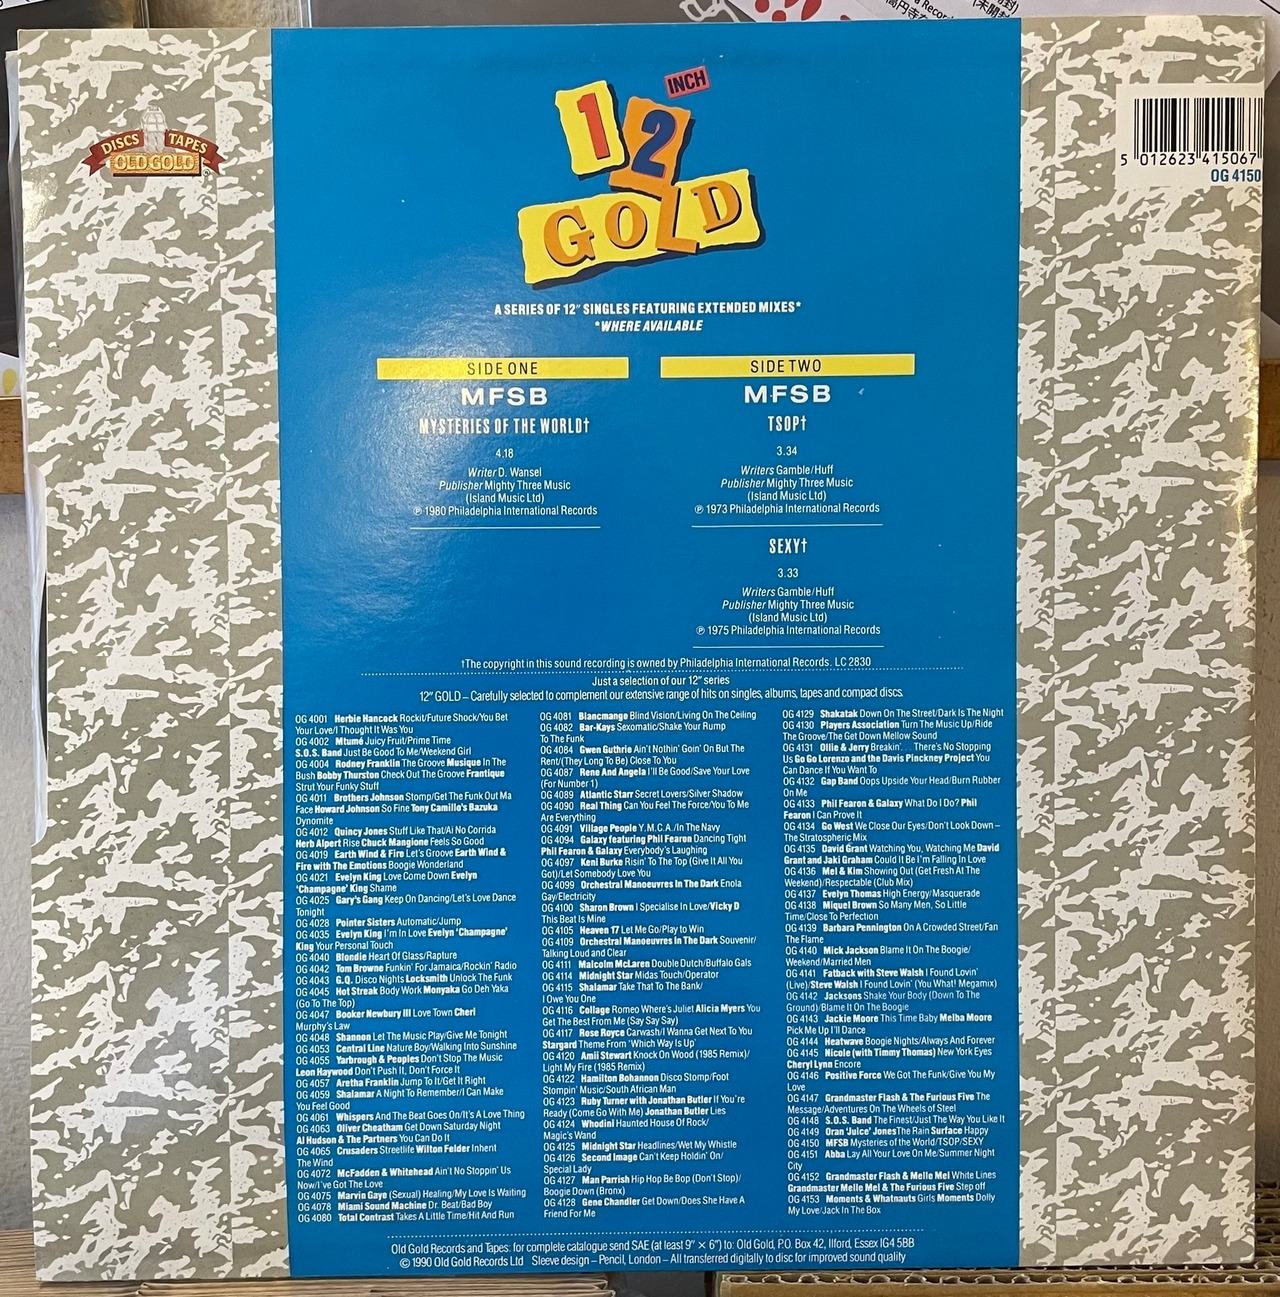 Record
(未開封)
高円寺
DISCS TAPES
OLD GOLD
5 012623 415067
OG 4150
12 INCH
GOLD
A SERIES OF 12" SINGLES FEATURING EXTENDED MIXES*
*WHERE AVAILABLE
SIDE ONE
MFSB
MYSTERIES OF THE WORLD†
4.18
Writer D. Wansel
Publisher Mighty Three Music
(Island Music Ltd)
℗ 1980 Philadelphia International Records
SIDE TWO
MFSB
TSOP†
3.34
Writers Gamble/Huff
Publisher Mighty Three Music
(Island Music Ltd)
℗ 1973 Philadelphia International Records
SEXY†
3.33
Writers Gamble/Huff
Publisher Mighty Three Music
(Island Music Ltd)
℗ 1975 Philadelphia International Records
†The copyright in this sound recording is owned by Philadelphia International Records. LC 2830
Just a selection of our 12" series
12" GOLD – Carefully selected to complement our extensive range of hits on singles, albums, tapes and compact discs.
OG 4001 Herbie Hancock Rockit/Future Shock/You Bet
Your Love/I Thought It Was You
OG 4002 Mtumé Juicy Fruit/Prime Time
S.O.S. Band Just Be Good To Me/Weekend Girl
OG 4004 Rodney Franklin The Groove Musique In The
Bush Bobby Thurston Check Out The Groove Frantique
Strut Your Funky Stuff
OG 4011 Brothers Johnson Stomp/Get The Funk Out Ma
Face Howard Johnson So Fine Tony Camillo's Bazuka
Dynomite
OG 4012 Quincy Jones Stuff Like That/Ai No Corrida
Herb Alpert Rise Chuck Mangione Feels So Good
OG 4019 Earth Wind & Fire Let's Groove Earth Wind &
Fire with The Emotions Boogie Wonderland
OG 4021 Evelyn King Love Come Down Evelyn
'Champagne' King Shame
OG 4025 Gary's Gang Keep On Dancing/Let's Love Dance
Tonight
OG 4028 Pointer Sisters Automatic/Jump
OG 4035 Evelyn King I'm In Love Evelyn 'Champagne'
King Your Personal Touch
OG 4040 Blondie Heart Of Glass/Rapture
OG 4042 Tom Browne Funkin' For Jamaica/Rockin' Radio
OG 4043 G.Q. Disco Nights Locksmith Unlock The Funk
OG 4045 Hot Streak Body Work Monyaka Go Deh Yaka
(Go To The Top)
OG 4047 Booker Newbury III Love Town Cheri
Murphy's Law
OG 4048 Shannon Let The Music Play/Give Me Tonight
OG 4053 Central Line Nature Boy/Walking Into Sunshine
OG 4055 Yarbrough & Peoples Don't Stop The Music
Leon Haywood Don't Push It, Don't Force It
OG 4057 Aretha Franklin Jump To It/Get It Right
OG 4059 Shalamar A Night To Remember/I Can Make
You Feel Good
OG 4061 Whispers And The Beat Goes On/It's A Love Thing
OG 4063 Oliver Cheatham Get Down Saturday Night
Al Hudson & The Partners You Can Do It
OG 4065 Crusaders Streetlife Wilton Felder Inherit
The Wind
OG 4072 McFadden & Whitehead Ain't No Stoppin' Us
Now/I've Got The Love
OG 4075 Marvin Gaye (Sexual) Healing/My Love Is Waiting
OG 4078 Miami Sound Machine Dr. Beat/Bad Boy
OG 4080 Total Contrast Takes A Little Time/Hit And Run
OG 4081 Blancmange Blind Vision/Living On The Ceiling
OG 4082 Bar-Kays Sexomatic/Shake Your Rump
To The Funk
OG 4084 Gwen Guthrie Ain't Nothin' Goin' On But The
Rent/(They Long To Be) Close To You
OG 4087 Rene And Angela I'll Be Good/Save Your Love
(For Number 1)
OG 4089 Atlantic Starr Secret Lovers/Silver Shadow
OG 4090 Real Thing Can You Feel The Force/You To Me
Are Everything
OG 4091 Village People Y.M.C.A./In The Navy
OG 4094 Galaxy featuring Phil Fearon Dancing Tight
Phil Fearon & Galaxy Everybody's Laughing
OG 4097 Keni Burke Risin' To The Top (Give It All You
Got)/Let Somebody Love You
OG 4099 Orchestral Manoeuvres In The Dark Enola
Gay/Electricity
OG 4100 Sharon Brown I Specialise In Love/Vicky D
This Beat Is Mine
OG 4105 Heaven 17 Let Me Go/Play to Win
OG 4109 Orchestral Manoeuvres In The Dark Souvenir/
Talking Loud and Clear
OG 4111 Malcolm McLaren Double Dutch/Buffalo Gals
OG 4114 Midnight Star Midas Touch/Operator
OG 4115 Shalamar Take That To The Bank/
I Owe You One
OG 4116 Collage Romeo Where's Juliet Alicia Myers You
Get The Best From Me (Say Say Say)
OG 4117 Rose Royce Carwash/I Wanna Get Next To You
Stargard Theme From 'Which Way Is Up'
OG 4120 Amii Stewart Knock On Wood (1985 Remix)/
Light My Fire (1985 Remix)
OG 4122 Hamilton Bohannon Disco Stomp/Foot
Stompin' Music/South African Man
OG 4123 Ruby Turner with Jonathan Butler If You're
Ready (Come Go With Me) Jonathan Butler Lies
OG 4124 Whodini Haunted House Of Rock/
Magic's Wand
OG 4125 Midnight Star Headlines/Wet My Whistle
OG 4126 Second Image Can't Keep Holdin' On/
Special Lady
OG 4127 Man Parrish Hip Hop Be Bop (Don't Stop)/
Boogie Down (Bronx)
OG 4128 Gene Chandler Get Down/Does She Have A
Friend For Me
OG 4129 Shakatak Down On The Street/Dark Is The Night
OG 4130 Players Association Turn The Music Up/Ride
The Groove/The Get Down Mellow Sound
OG 4131 Ollie & Jerry Breakin'... There's No Stopping
Us Go Go Lorenzo and the Davis Pinckney Project You
Can Dance If You Want To
OG 4132 Gap Band Oops Upside Your Head/Burn Rubber
On Me
OG 4133 Phil Fearon & Galaxy What Do I Do? Phil
Fearon I Can Prove It
OG 4134 Go West We Close Our Eyes/Don't Look Down –
The Stratospheric Mix
OG 4135 David Grant Watching You, Watching Me David
Grant and Jaki Graham Could It Be I'm Falling In Love
OG 4136 Mel & Kim Showing Out (Get Fresh At The
Weekend)/Respectable (Club Mix)
OG 4137 Evelyn Thomas High Energy/Masquerade
OG 4138 Miquel Brown So Many Men, So Little
Time/Close To Perfection
OG 4139 Barbara Pennington On A Crowded Street/Fan
The Flame
OG 4140 Mick Jackson Blame It On The Boogie/
Weekend/Married Men
OG 4141 Fatback with Steve Walsh I Found Lovin'
(Live)/Steve Walsh I Found Lovin' (You What! Megamix)
OG 4142 Jacksons Shake Your Body (Down To The
Ground)/Blame It On The Boogie
OG 4143 Jackie Moore This Time Baby Melba Moore
Pick Me Up I'll Dance
OG 4144 Heatwave Boogie Nights/Always And Forever
OG 4145 Nicole (with Timmy Thomas) New York Eyes
Cheryl Lynn Encore
OG 4146 Positive Force We Got The Funk/Give You My
Love
OG 4147 Grandmaster Flash & The Furious Five The
Message/Adventures On The Wheels of Steel
OG 4148 S.O.S. Band The Finest/Just The Way You Like It
OG 4149 Oran 'Juice' Jones The Rain Surface Happy
OG 4150 MFSB Mysteries of the World/TSOP/SEXY
OG 4151 Abba Lay All Your Love On Me/Summer Night
City
OG 4152 Grandmaster Flash & Melle Mel White Lines
Grandmaster Melle Mel & The Furious Five Step off
OG 4153 Moments & Whatnauts Girls Moments Dolly
My Love/Jack In The Box
Old Gold Records and Tapes: for complete catalogue send SAE (at least 9" × 6") to: Old Gold, P.O. Box 42, Ilford, Essex IG4 5BB
© 1990 Old Gold Records Ltd Sleeve design – Pencil, London – All transferred digitally to disc for improved sound quality